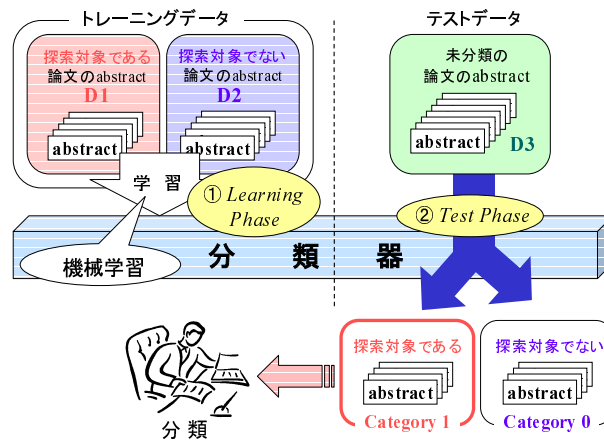 トレーニングデータ
テストデータ
探索対象である
論文のabstract
D1
abstract
探索対象でない
論文のabstract
D2
abstract
未分類の
論文のabstract
D3
abstract
学 習
① Learning
Phase
② Test Phase
機械学習
分 類 器
探索対象である
abstract
Category 1
探索対象でない
abstract
Category 0
分 類